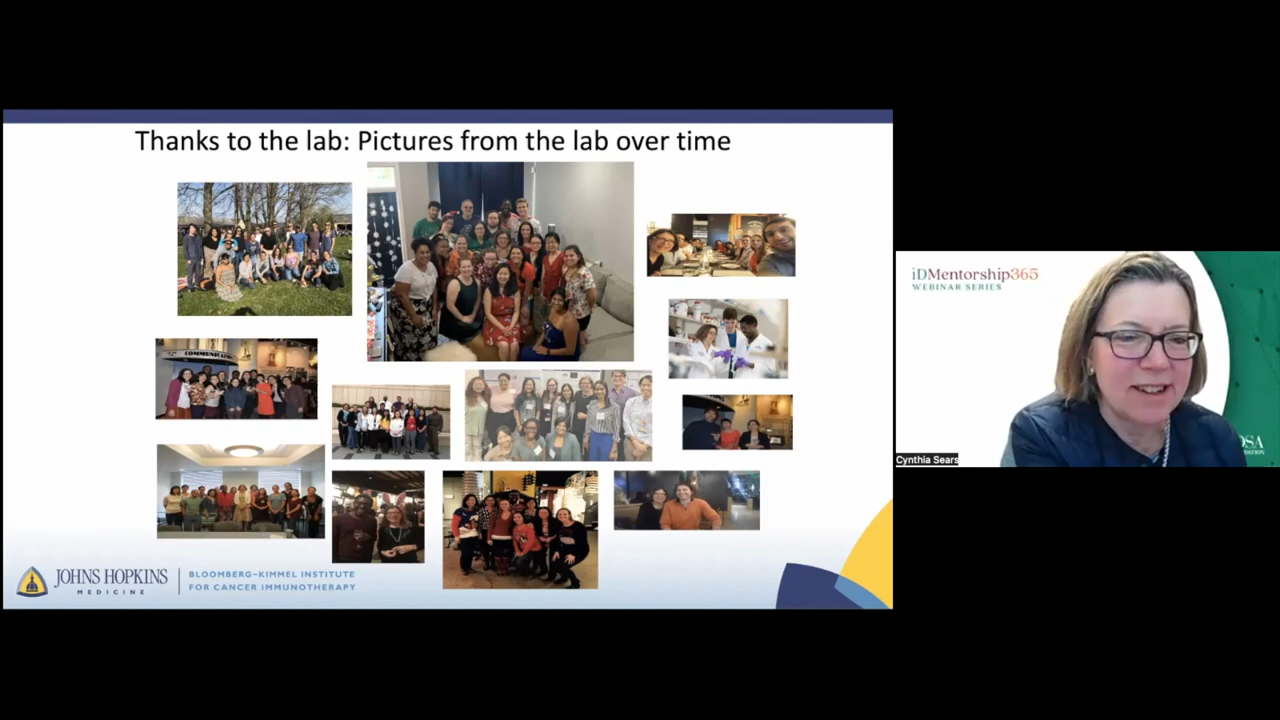 Thanks to the lab: Pictures from the lab over time
iDMentorship365
WEBINAR SERIES
Cynthia Sears
JOHNS HOPKINS
MEDICINE
BLOOMBERG~KIMMEL INSTITUTE
FOR CANCER IMMUNOTHERAPY